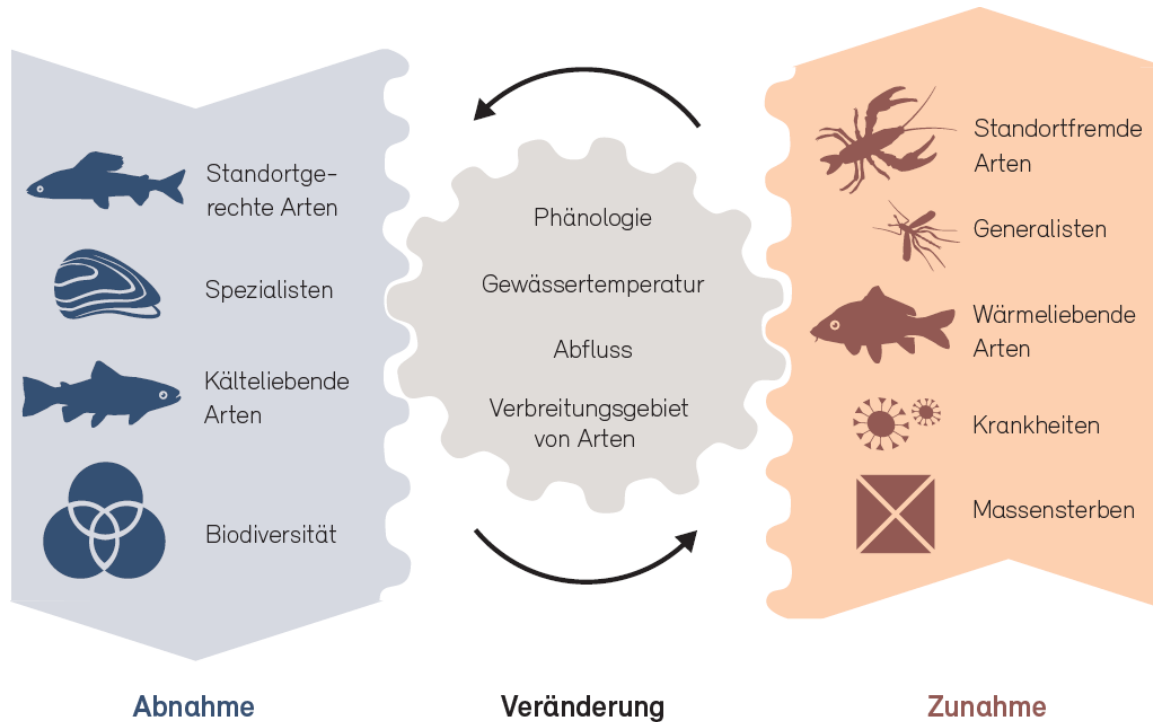 Standortge-
rechte Arten
Spezialisten
Kälteliebende
Arten
Biodiversität
Phänologie
Gewässertemperatur
Abfluss
Verbreitungsgebiet
von Arten
Standortfremde
Arten
Generalisten
Wärmeliebende
Arten
Krankheiten
Massensterben
Abnahme
Veränderung
Zunahme